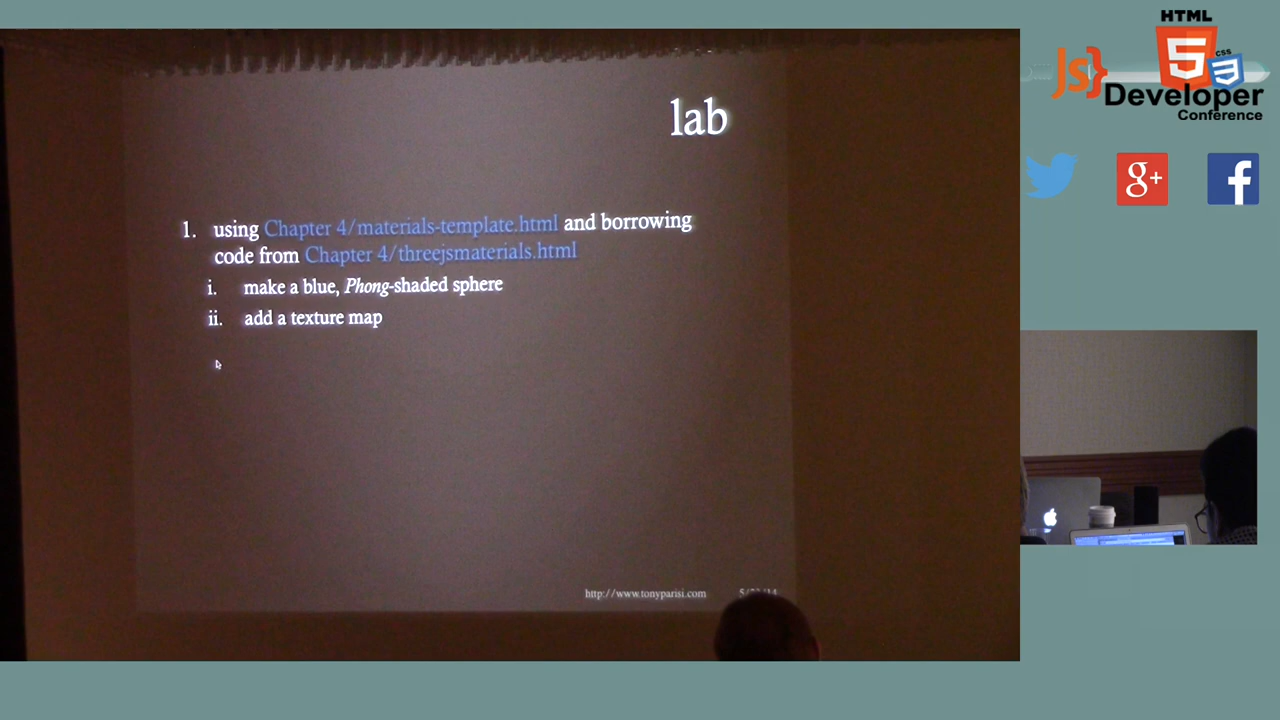 lab
1. using Chapter 4/materials-template.html and borrowing
code from Chapter 4/threejsmaterials.html
i. make a blue, Phong-shaded sphere
ii. add a texture map
http://www.tonyparisi.com
HTML
5
CSS
3
JS}
Developer
Conference
g+
f